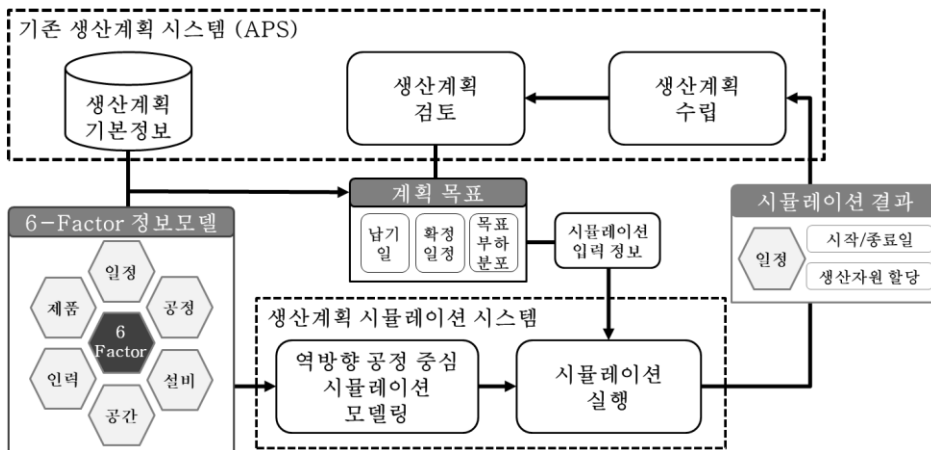 기존 생산계획 시스템 (APS)
생산계획
기본정보
생산계획
검토
생산계획
수립
계획 목표
납기
일
확정
일정
목표
부하
분포
시뮬레이션
입력 정보
시뮬레이션 결과
일정
시작/종료일
생산자원 할당
6-Factor 정보모델
일정
제품
공정
6
Factor
인력
설비
공간
생산계획 시뮬레이션 시스템
역방향 공정 중심
시뮬레이션
모델링
시뮬레이션
실행